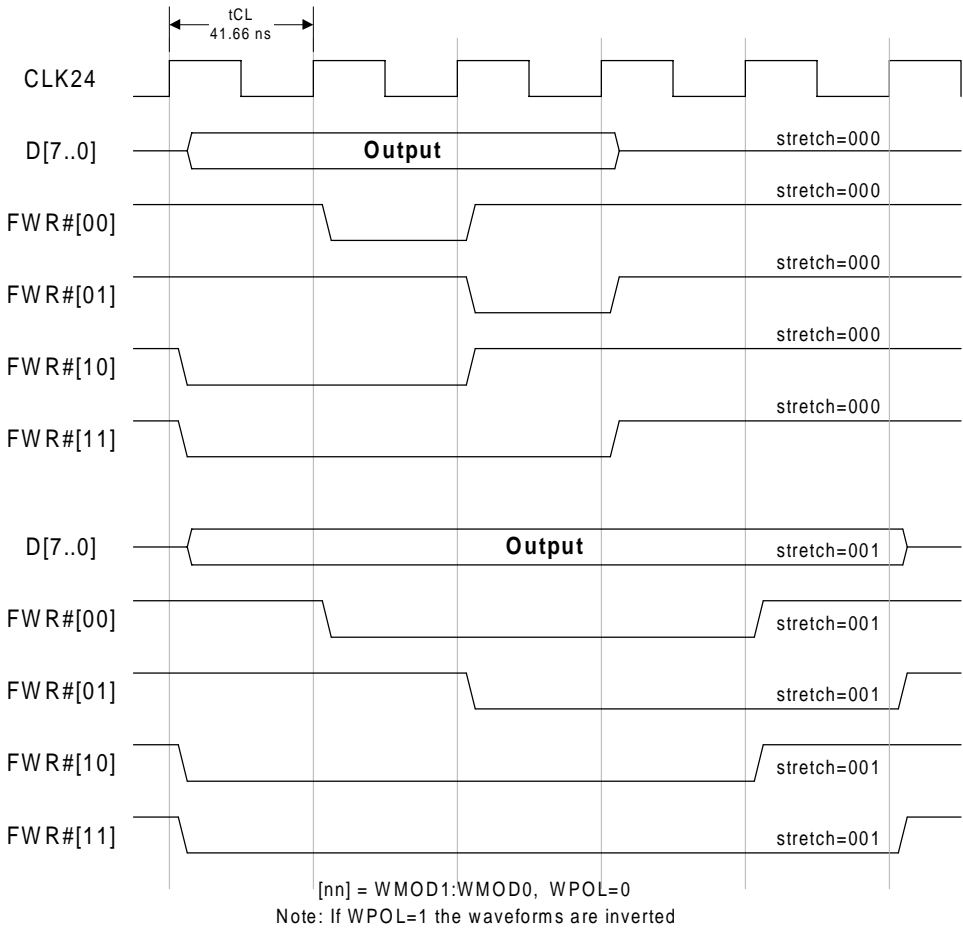 tCL
41.66 ns
CLK24
D[7..0]
Output
stretch=000
FWR#[00]
stretch=000
FWR#[01]
stretch=000
FWR#[10]
stretch=000
FWR#[11]
stretch=000
D[7..0]
Output
stretch=001
FWR#[00]
stretch=001
FWR#[01]
stretch=001
FWR#[10]
stretch=001
FWR#[11]
stretch=001
[nn] = WMOD1:WMOD0, WPOL=0
Note: If WPOL=1 the waveforms are inverted